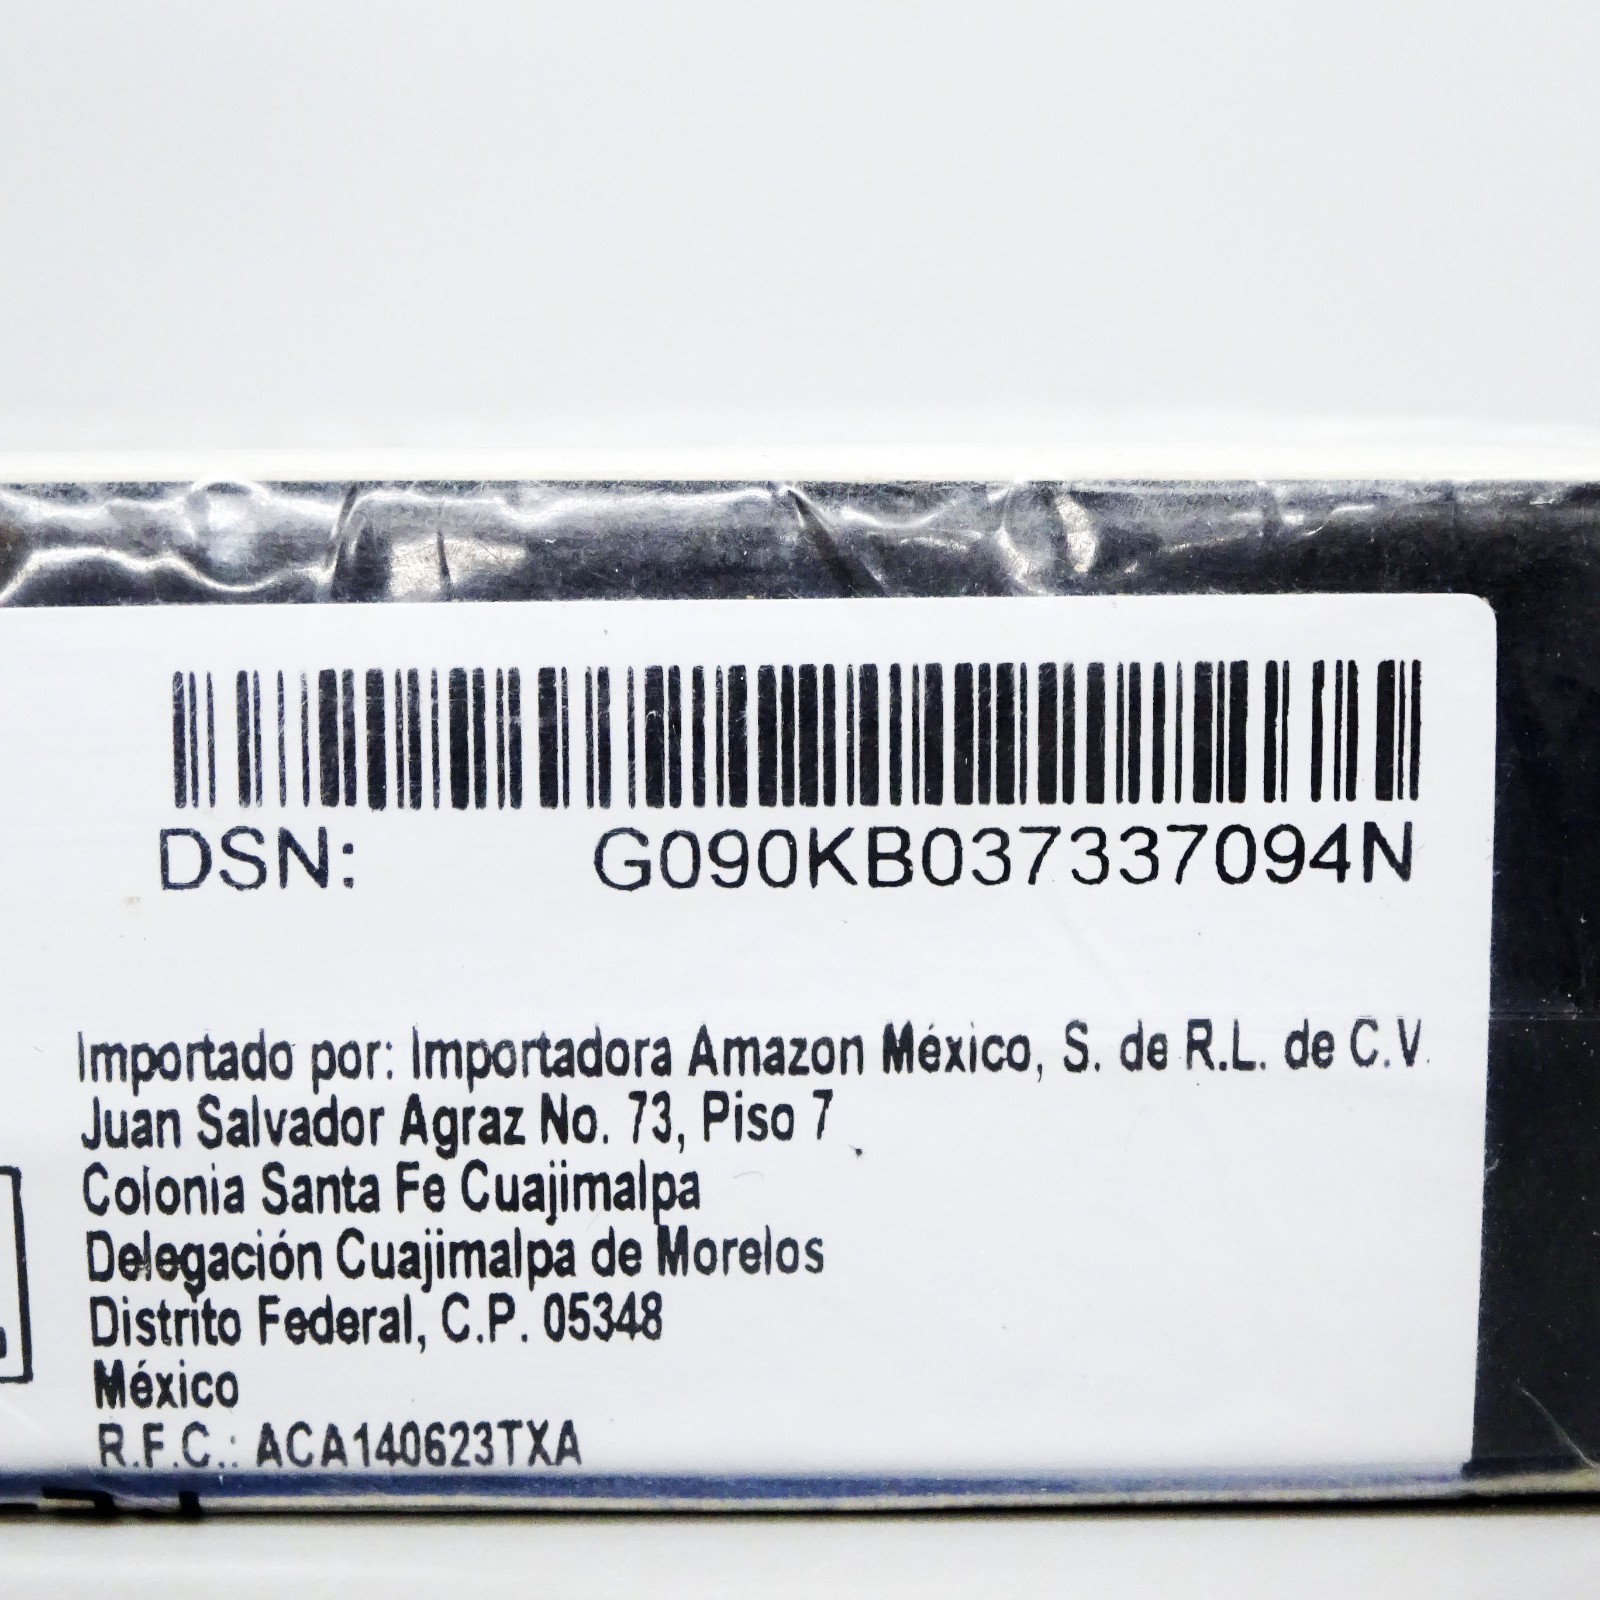 DSN: G090KB037337094N
Importado por: Importadora Amazon México, S. de R.L. de C.V.
Juan Salvador Agraz No. 73, Piso 7
Colonia Santa Fe Cuajimalpa
Delegación Cuajimalpa de Morelos
Distrito Federal, C.P. 05348
México
R.F.C.: ACA140623TXA